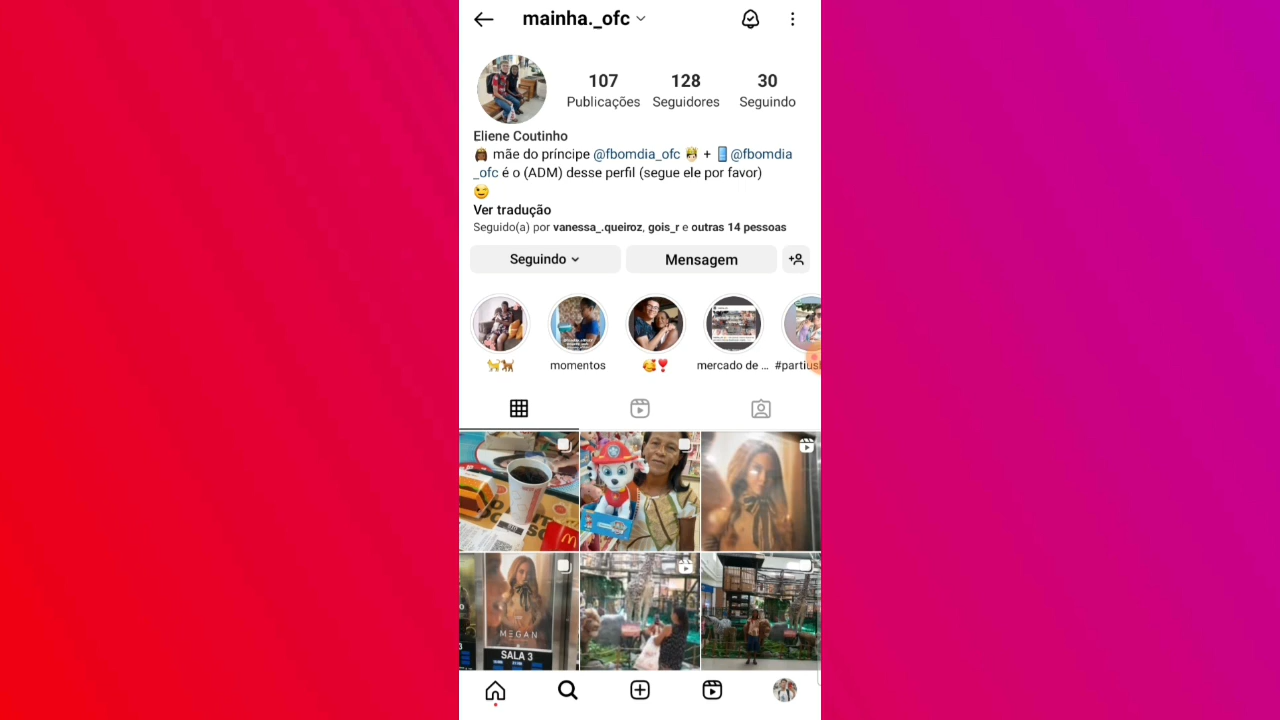 mainha._ofc
107
128
30
Publicações
Seguidores
Seguindo
Eliene Coutinho
mãe do príncipe @fbomdia_ofc + @fbomdia
_ofc é o (ADM) desse perfil (segue ele por favor)
Ver tradução
Seguido(a) por vanessa_.queiroz, gois_r e outras 14 pessoas
Seguindo
Mensagem
momentos
mercado de ...
#partius
MEGAN
SALA 3